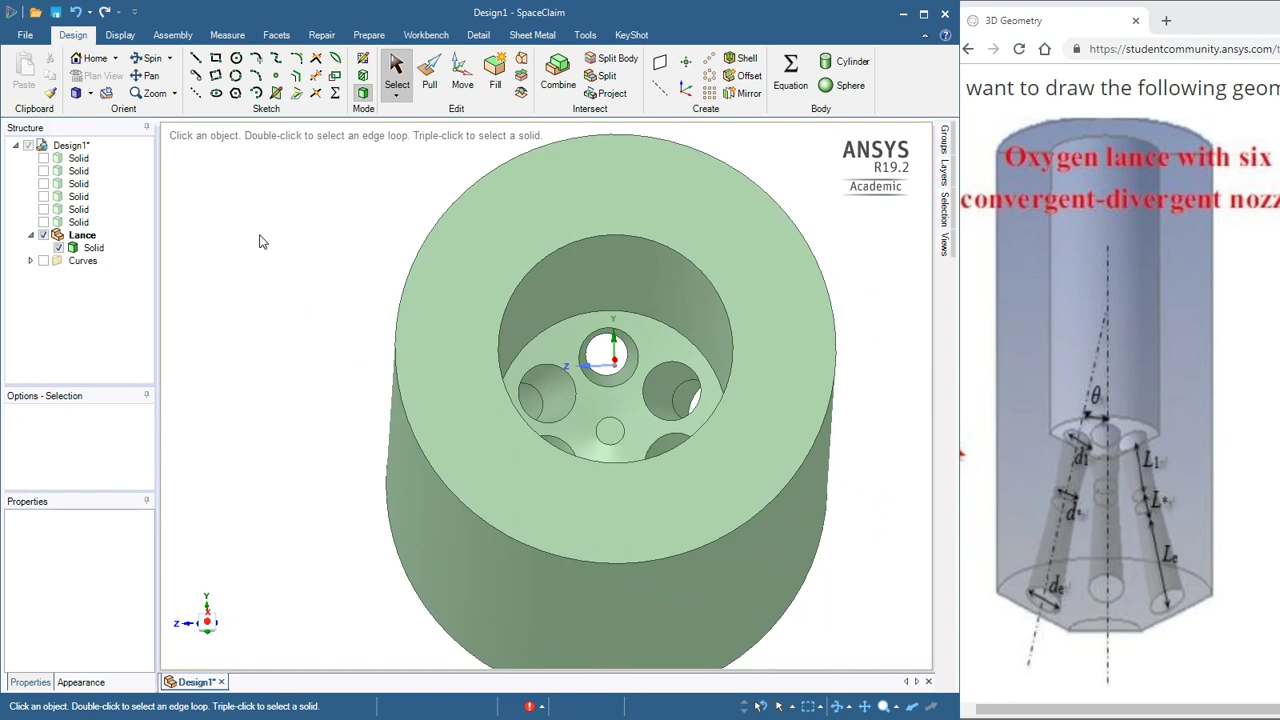 Design1 - SpaceClaim
File Design Display Assembly Measure Facets Repair Prepare Workbench Detail Sheet Metal Tools KeyShot
Paste
Home Spin
Plan View Pan
Zoom
Select Pull Move Fill
Combine
Split Body
Split
Project
Shell
Offset
Mirror
Equation
Cylinder
Sphere
Clipboard Orient Sketch Mode Edit Intersect Create Body
Structure
Design1*
Solid
Solid
Solid
Solid
Solid
Solid
Lance
Solid
Curves
Options - Selection
Properties
Properties Appearance
Click an object. Double-click to select an edge loop. Triple-click to select a solid.
ANSYS
R19.2
Academic
Groups Layers Selection Views
Y
Z
Y
X
Z
Design1*
Click an object. Double-click to select an edge loop. Triple-click to select a solid.
3D Geometry
https://studentcommunity.ansys.com/t
want to draw the following geom
Oxygen lance with six
convergent-divergent nozz
θ
d1
L1
d*
L*
Le
de